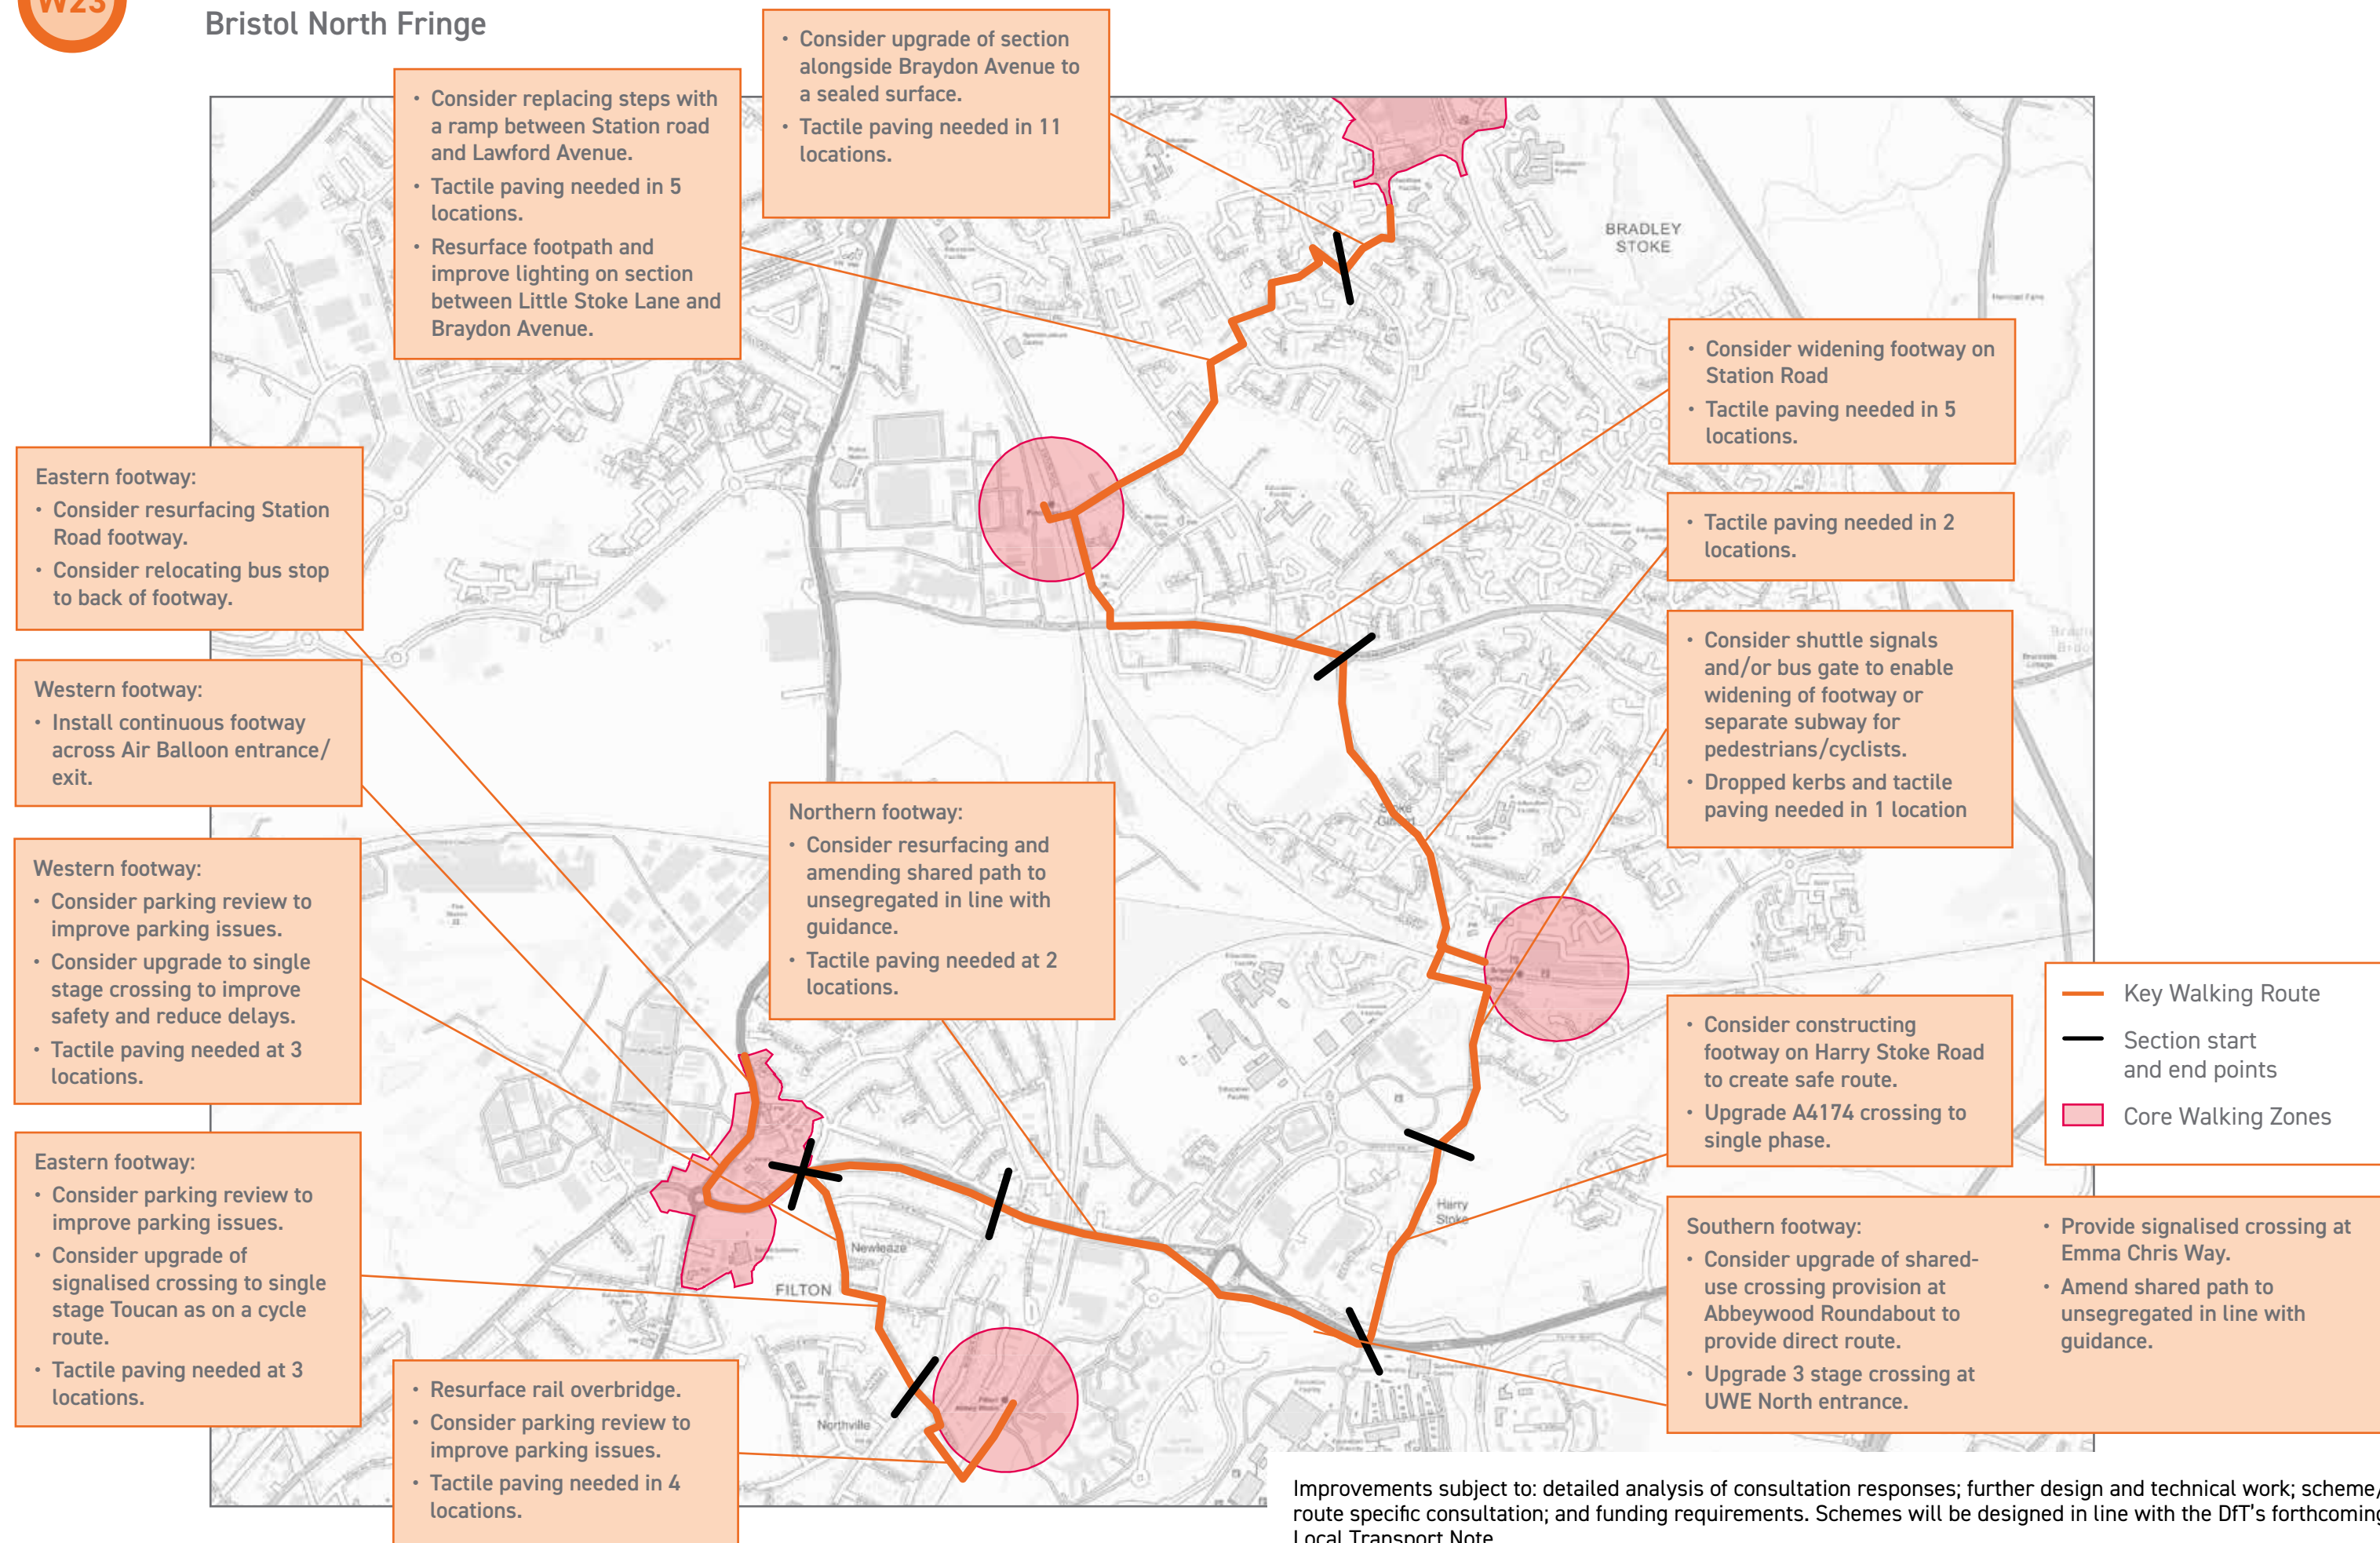 W23
Bristol North Fringe
• Consider replacing steps with
a ramp between Station road
and Lawford Avenue.
• Tactile paving needed in 5
locations.
• Resurface footpath and
improve lighting on section
between Little Stoke Lane and
Braydon Avenue.
• Consider upgrade of section
alongside Braydon Avenue to
a sealed surface.
• Tactile paving needed in 11
locations.
BRADLEY
STOKE
• Consider widening footway on
Station Road
• Tactile paving needed in 5
locations.
• Tactile paving needed in 2
locations.
• Consider shuttle signals
and/or bus gate to enable
widening of footway or
separate subway for
pedestrians/cyclists.
• Dropped kerbs and tactile
paving needed in 1 location
Eastern footway:
• Consider resurfacing Station
Road footway.
• Consider relocating bus stop
to back of footway.
Western footway:
• Install continuous footway
across Air Balloon entrance/
exit.
Western footway:
• Consider parking review to
improve parking issues.
• Consider upgrade to single
stage crossing to improve
safety and reduce delays.
• Tactile paving needed at 3
locations.
Eastern footway:
• Consider parking review to
improve parking issues.
• Consider upgrade of
signalised crossing to single
stage Toucan as on a cycle
route.
• Tactile paving needed at 3
locations.
Northern footway:
• Consider resurfacing and
amending shared path to
unsegregated in line with
guidance.
• Tactile paving needed at 2
locations.
Stoke
Gifford
Harry
Stoke
Newleaze
FILTON
Northville
• Resurface rail overbridge.
• Consider parking review to
improve parking issues.
• Tactile paving needed in 4
locations.
• Consider constructing
footway on Harry Stoke Road
to create safe route.
• Upgrade A4174 crossing to
single phase.
Southern footway:
• Consider upgrade of shared-
use crossing provision at
Abbeywood Roundabout to
provide direct route.
• Upgrade 3 stage crossing at
UWE North entrance.
• Provide signalised crossing at
Emma Chris Way.
• Amend shared path to
unsegregated in line with
guidance.
Key Walking Route
Section start
and end points
Core Walking Zones
Improvements subject to: detailed analysis of consultation responses; further design and technical work; scheme/
route specific consultation; and funding requirements. Schemes will be designed in line with the DfT's forthcoming
Local Transport Note